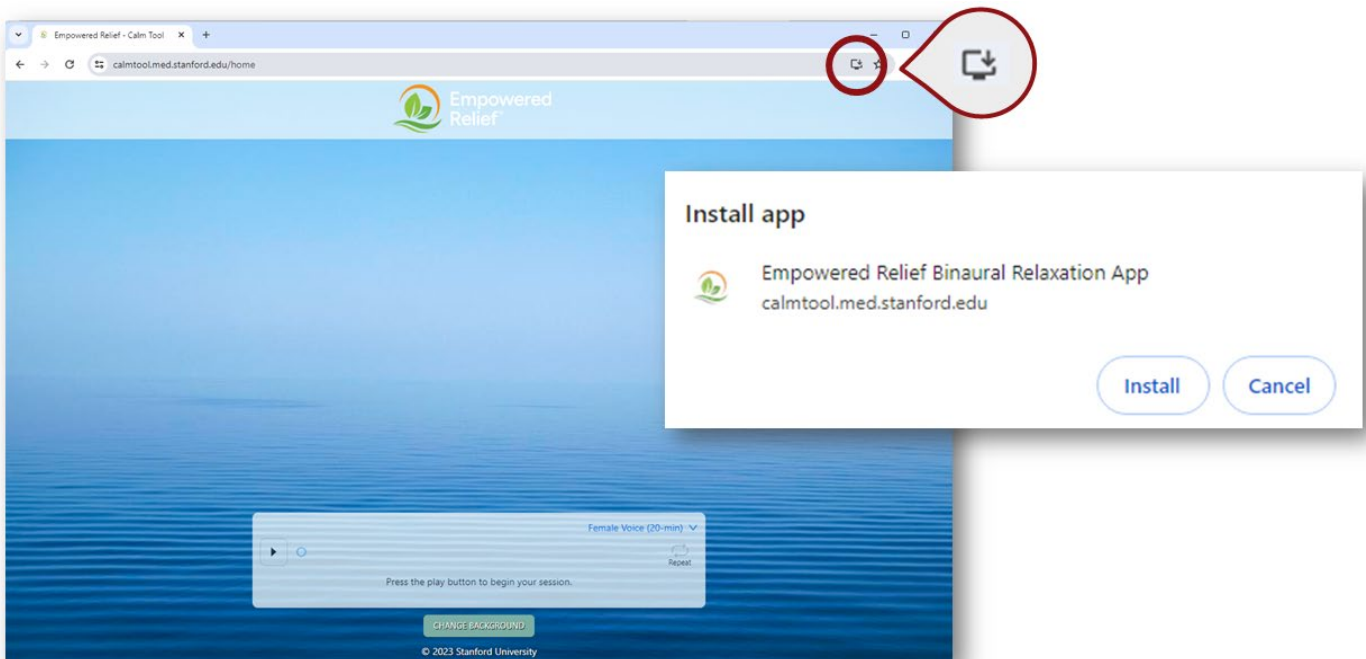 Empowered Relief - Calm Tool
calmtool.med.stanford.edu/home
Empowered
Relief™
Install app
Empowered Relief Binaural Relaxation App
calmtool.med.stanford.edu
Install Cancel
Female Voice (20-min)
Repeat
Press the play button to begin your session.
CHANGE BACKGROUND
© 2023 Stanford University